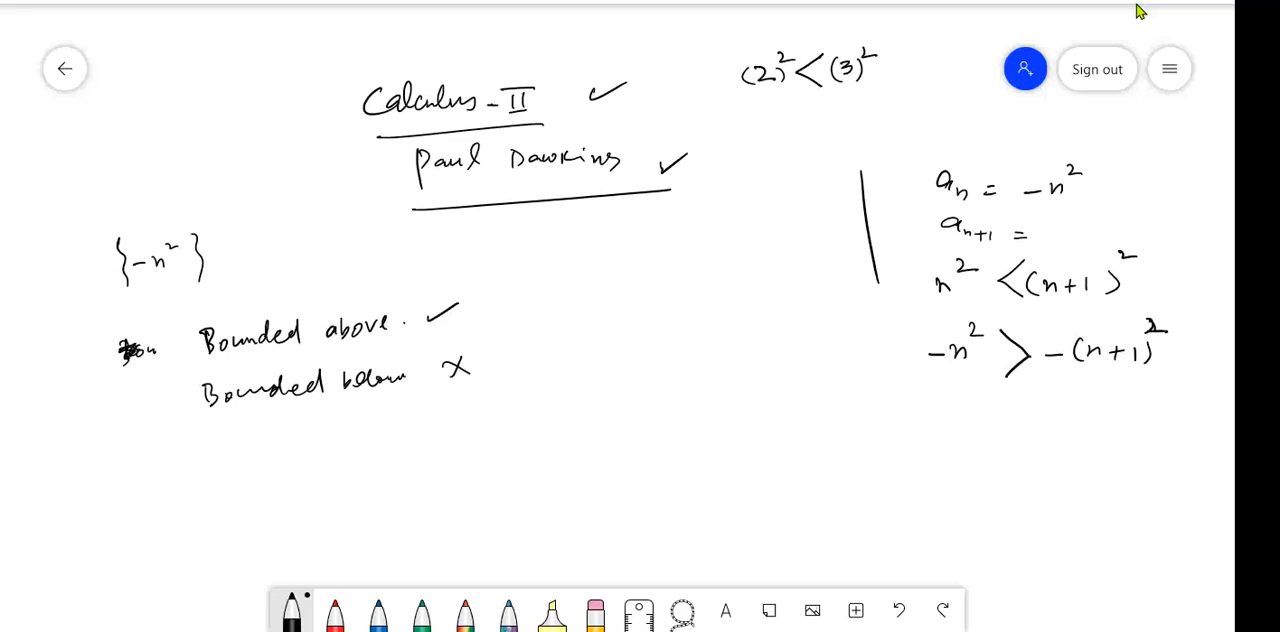 (2)² < (3)²
Sign out
Calculus - II ✓
Paul Dawkins ✓
{-n²}
Bounded above. ✓
Bounded below ✗
aₙ = -n²
aₙ₊₁ =
n² < (n+1)²
-n² > -(n+1)²
A